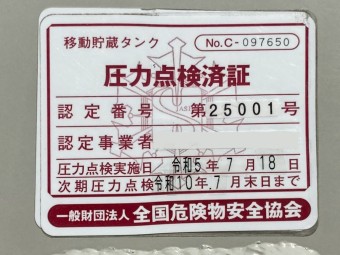 移動貯蔵タンク
No.C-097650
圧力点検済証
認定番号 第25001号
認定事業者
圧力点検実施日 令和5年7月18日
次期圧力点検 令和10年7月末日まで
一般財団法人 全国危険物安全協会